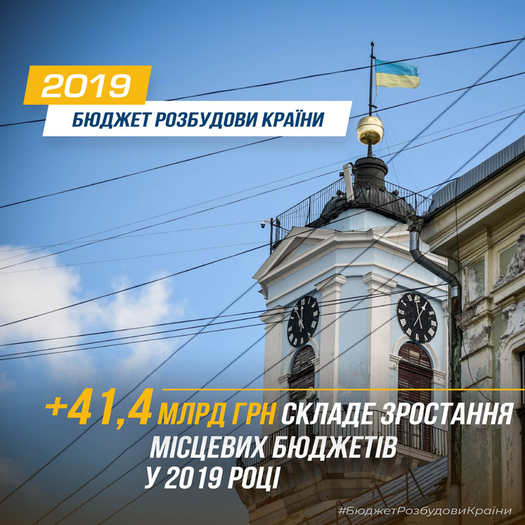 2019
БЮДЖЕТ РОЗБУДОВИ КРАЇНИ
+41,4 МЛРД ГРН СКЛАДЕ ЗРОСТАННЯ
МІСЦЕВИХ БЮДЖЕТІВ
У 2019 РОЦІ
#БюджетРозбудовиКраїни